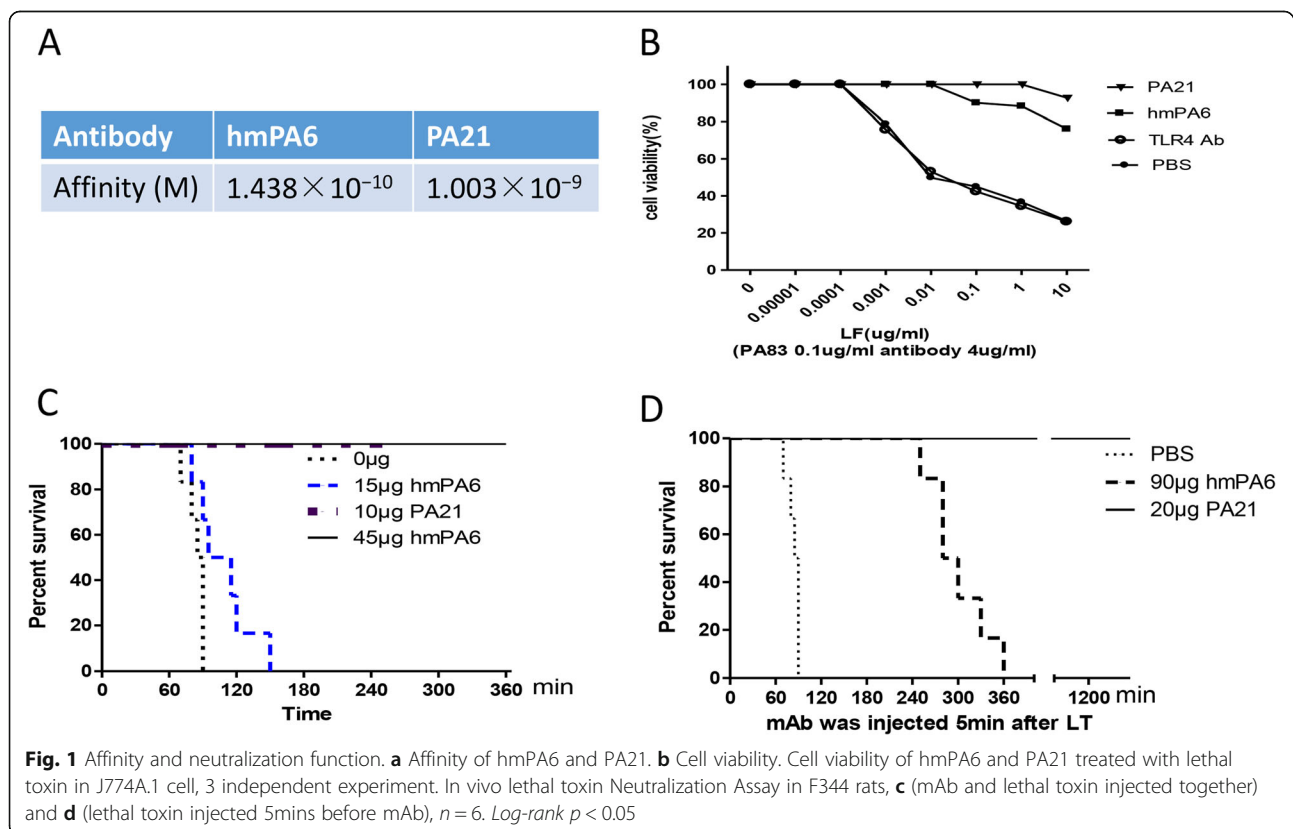 A
Antibody hmPA6 PA21
Affinity (M) 1.438×10⁻¹⁰ 1.003×10⁻⁹
B
cell viability(%)
100
80
60
40
20
0
0 0.00001 0.0001 0.001 0.01 0.1 1 10
LF(ug/ml)
(PA83 0.1ug/ml antibody 4ug/ml)
PA21
hmPA6
TLR4 Ab
PBS
C
Percent survival
100
80
60
40
20
0
0 60 120 180 240 300 360 min
Time
0µg
15µg hmPA6
10µg PA21
45µg hmPA6
D
Percent survival
100
80
60
40
20
0
0 60 120 180 240 300 360 1200 min
mAb was injected 5min after LT
PBS
90µg hmPA6
20µg PA21
Fig. 1 Affinity and neutralization function. a Affinity of hmPA6 and PA21. b Cell viability. Cell viability of hmPA6 and PA21 treated with lethal
toxin in J774A.1 cell, 3 independent experiment. In vivo lethal toxin Neutralization Assay in F344 rats, c (mAb and lethal toxin injected together)
and d (lethal toxin injected 5mins before mAb), n = 6. Log-rank p < 0.05